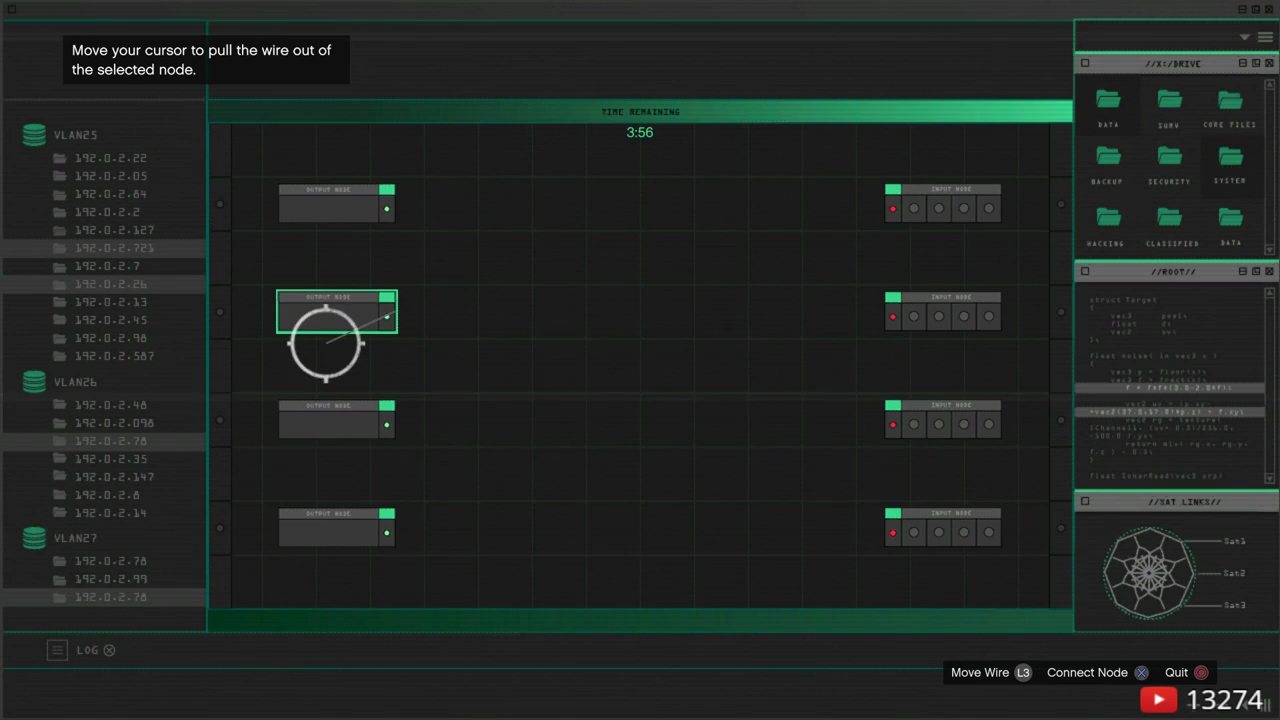 Move your cursor to pull the wire out of
the selected node.
TIME REMAINING
3:56
VLAN25
192.0.2.22
192.0.2.05
192.0.2.84
192.0.2.2
192.0.2.127
192.0.2.721
192.0.2.7
192.0.2.26
192.0.2.13
192.0.2.45
192.0.2.98
192.0.2.587
VLAN26
192.0.2.48
192.0.2.098
192.0.2.78
192.0.2.35
192.0.2.147
192.0.2.8
192.0.2.14
VLAN27
192.0.2.78
192.0.2.99
192.0.2.78
OUTPUT NODE
INPUT NODE
OUTPUT NODE
INPUT NODE
OUTPUT NODE
INPUT NODE
OUTPUT NODE
INPUT NODE
//X:/DRIVE
DATA SURV CODE FILES
BACKUP SECURITY SYSTEM
HACKING CLASSIFIED DATA
//ROOT//
struct Target
vec3
float
vec2
};
//SAT LINKS//
Sat1
Sat2
Sat3
LOG
Move Wire L3 Connect Node Quit
13274